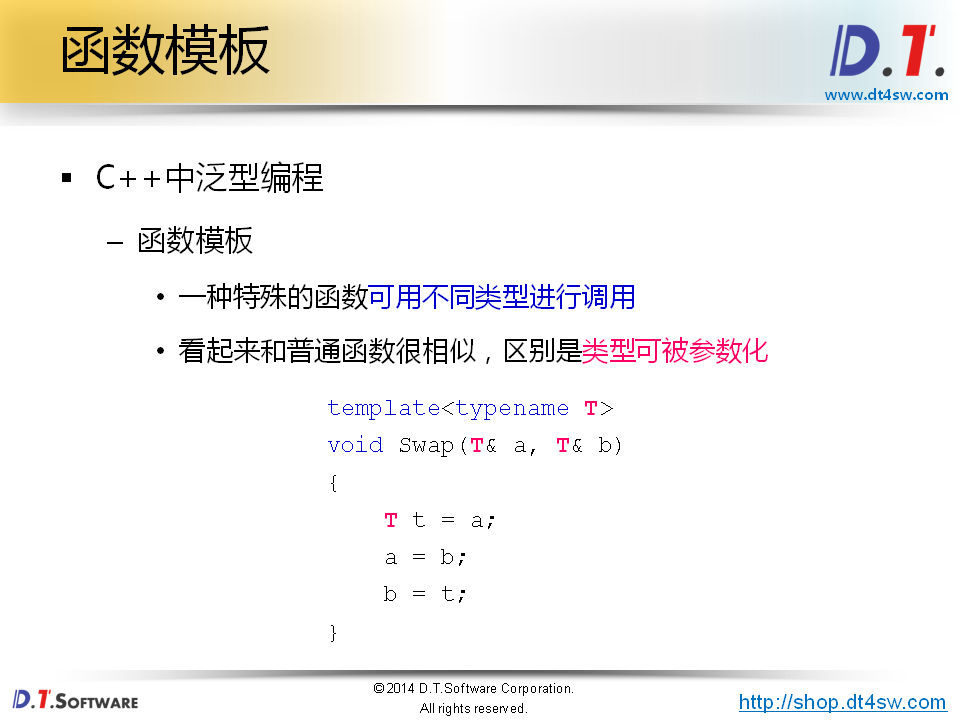 函数模板
D.T.
www.dt4sw.com
▪ C++中泛型编程
– 函数模板
• 一种特殊的函数可用不同类型进行调用
• 看起来和普通函数很相似，区别是类型可被参数化
template<typename T>
void Swap(T& a, T& b)
{
    T t = a;
    a = b;
    b = t;
}
D.T.SOFTWARE
©2014 D.T.Software Corporation.
All rights reserved.
http://shop.dt4sw.com